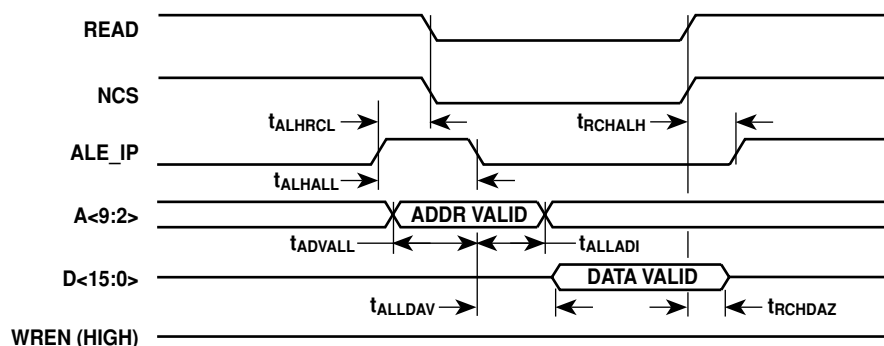 READ
NCS
tALHRCL
tRCHALH
ALE_IP
tALHALL
A<9:2>
ADDR VALID
tADVALL
tALLADI
D<15:0>
DATA VALID
tALLDAV
tRCHDAZ
WREN (HIGH)